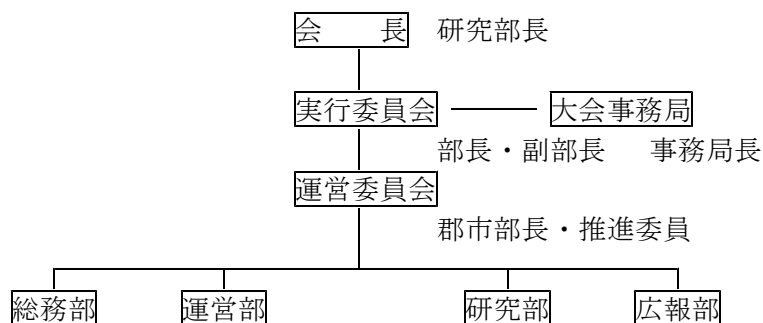 会　　長　研究部長
実行委員会　大会事務局
部長・副部長　事務局長
運営委員会
郡市部長・推進委員
総務部　運営部　研究部　広報部